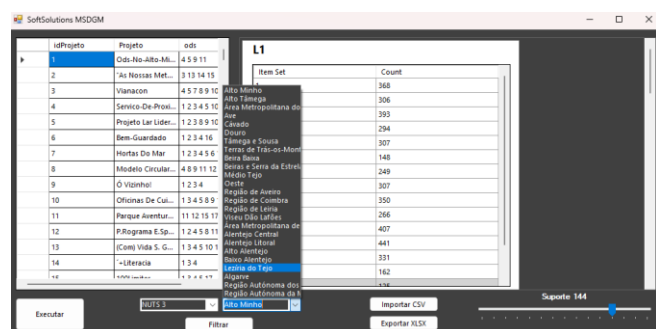 SoftSolutions MSDGM
idProjeto Projeto ods
1 Ods-No-Alto-Mi... 4 5 9 11
2 "As Nossas Met... 3 13 14 15
3 Vianacon 4 5 7 8 9 10
4 Servico-De-Proxi... 1 2 3 4 5 10
5 Projeto Lar Lider... 1 2 3 8 9 10
6 Bem-Guardado 1 2 3 4 16
7 Hortas Do Mar 1 2 3 4 5 6
8 Modelo Circular... 4 8 9 11 12
9 Ó Vizinho! 1 2 3 4
10 Oficinas De Cui... 1 3 4 5 8 9
11 Parque Aventur... 11 12 15 17
12 P.Rograma E.Sp... 1 2 4 5 8 11
13 (Com) Vida S. G... 1 3 4 5 10 1
14 "+Literacia 1 3 4
Alto Minho
Alto Tâmega
Área Metropolitana do
Ave
Cávado
Douro
Tâmega e Sousa
Terras de Trás-os-Mont
Beira Baixa
Beiras e Serra da Estrel
Médio Tejo
Oeste
Região de Aveiro
Região de Coimbra
Região de Leiria
Viseu Dão Lafões
Área Metropolitana de
Alentejo Central
Alentejo Litoral
Alto Alentejo
Baixo Alentejo
Lezíria do Tejo
Algarve
Região Autónoma dos
Região Autónoma da M
L1
Item Set Count
368
306
393
294
307
148
249
307
350
266
407
441
331
162
Executar
NUTS 3
Alto Minho
Filtrar
Importar CSV
Exportar XLSX
Suporte 144